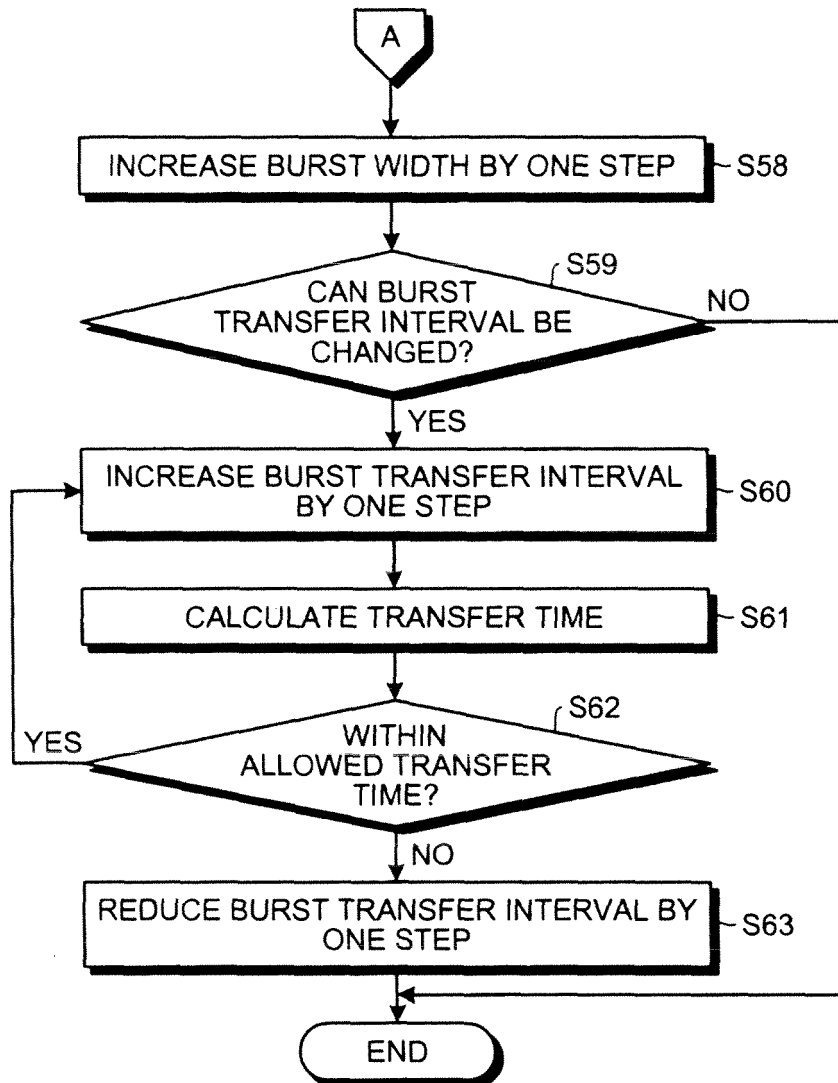 A
INCREASE BURST WIDTH BY ONE STEP
S58
S59
CAN BURST
TRANSFER INTERVAL BE
CHANGED?
NO
YES
INCREASE BURST TRANSFER INTERVAL
BY ONE STEP
S60
CALCULATE TRANSFER TIME
S61
S62
YES
WITHIN
ALLOWED TRANSFER
TIME?
NO
REDUCE BURST TRANSFER INTERVAL BY
ONE STEP
S63
END